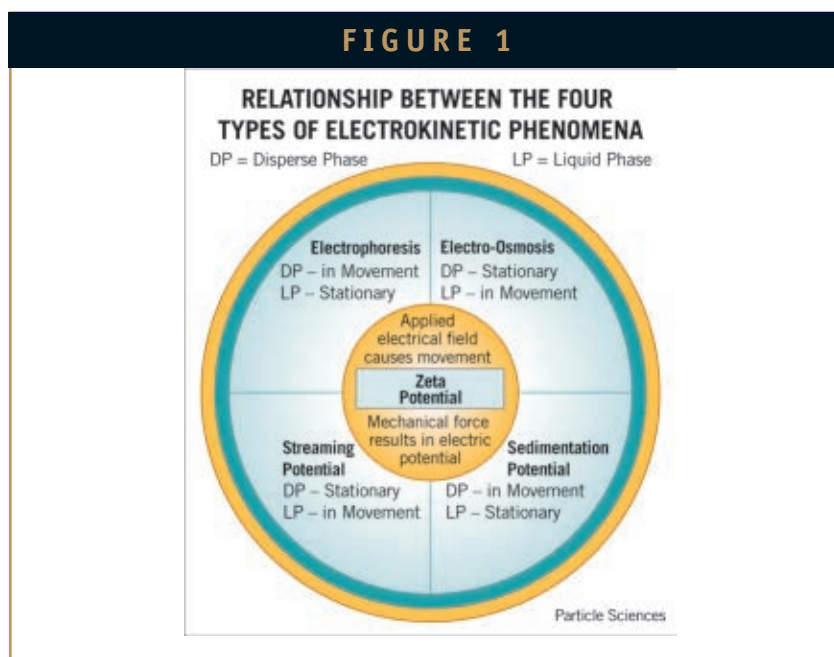 FIGURE 1
RELATIONSHIP BETWEEN THE FOUR
TYPES OF ELECTROKINETIC PHENOMENA
DP = Disperse Phase
LP = Liquid Phase
Electrophoresis
DP – in Movement
LP – Stationary
Electro-Osmosis
DP – Stationary
LP – in Movement
Applied
electrical field
causes movement
Zeta
Potential
Mechanical force
results in electric
potential
Streaming
Potential
DP – Stationary
LP – in Movement
Sedimentation
Potential
DP – in Movement
LP – Stationary
Particle Sciences